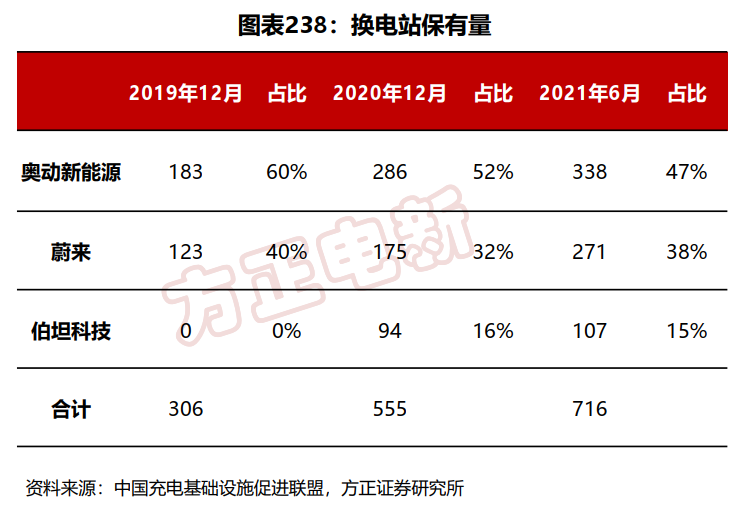 图表238：换电站保有量
2019年12月 占比 2020年12月 占比 2021年6月 占比
奥动新能源 183 60% 286 52% 338 47%
蔚来 123 40% 175 32% 271 38%
伯坦科技 0 0% 94 16% 107 15%
合计 306 555 716
方正电新
资料来源：中国充电基础设施促进联盟，方正证券研究所